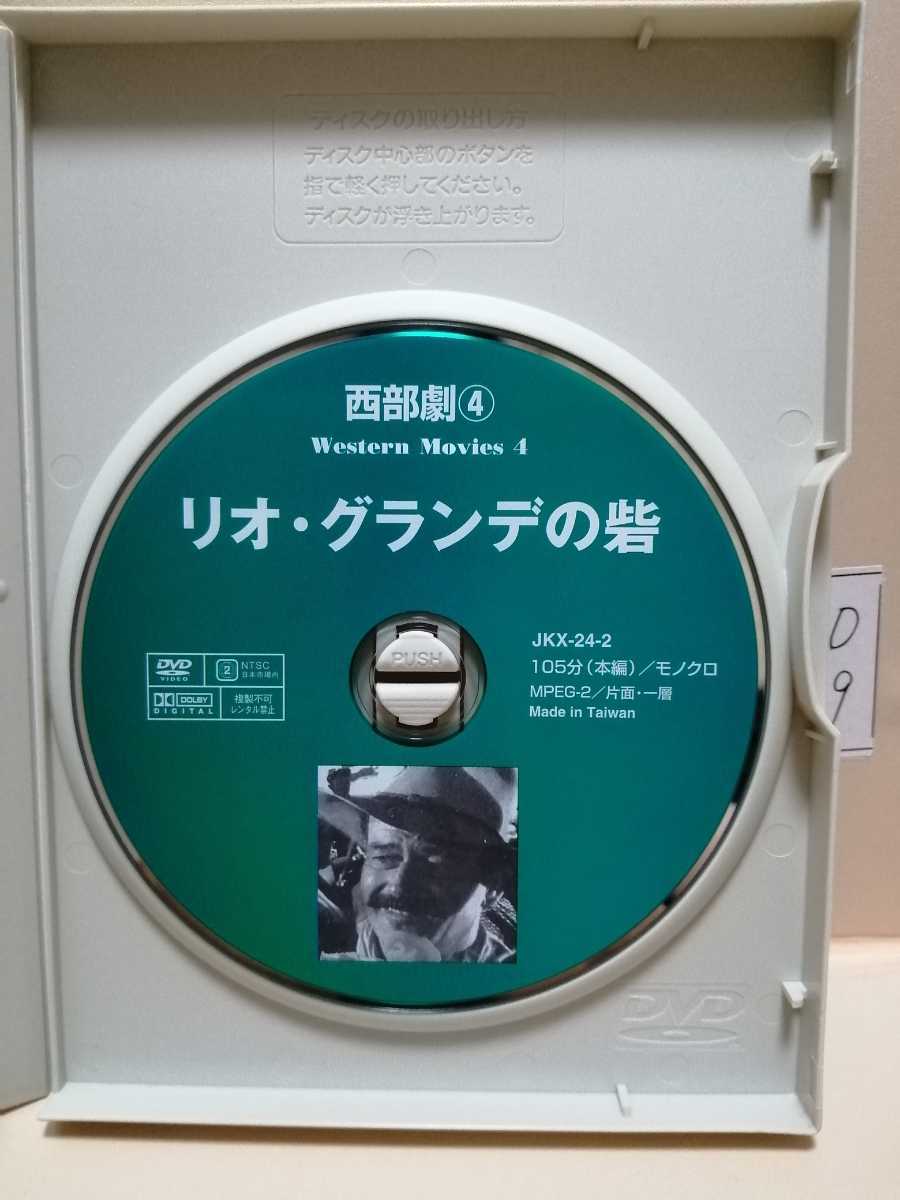 ディスクの取り出し方
ディスク中心部のボタンを
指で軽く押してください。
ディスクが浮き上がります。
西部劇④
Western Movies 4
リオ・グランデの砦
DVD
VIDEO
2
NTSC
日本市場向
DOLBY
DIGITAL
複製不可
レンタル禁止
PUSH
JKX-24-2
105分(本編)/モノクロ
MPEG-2/片面・一層
Made in Taiwan
D
9
DVD